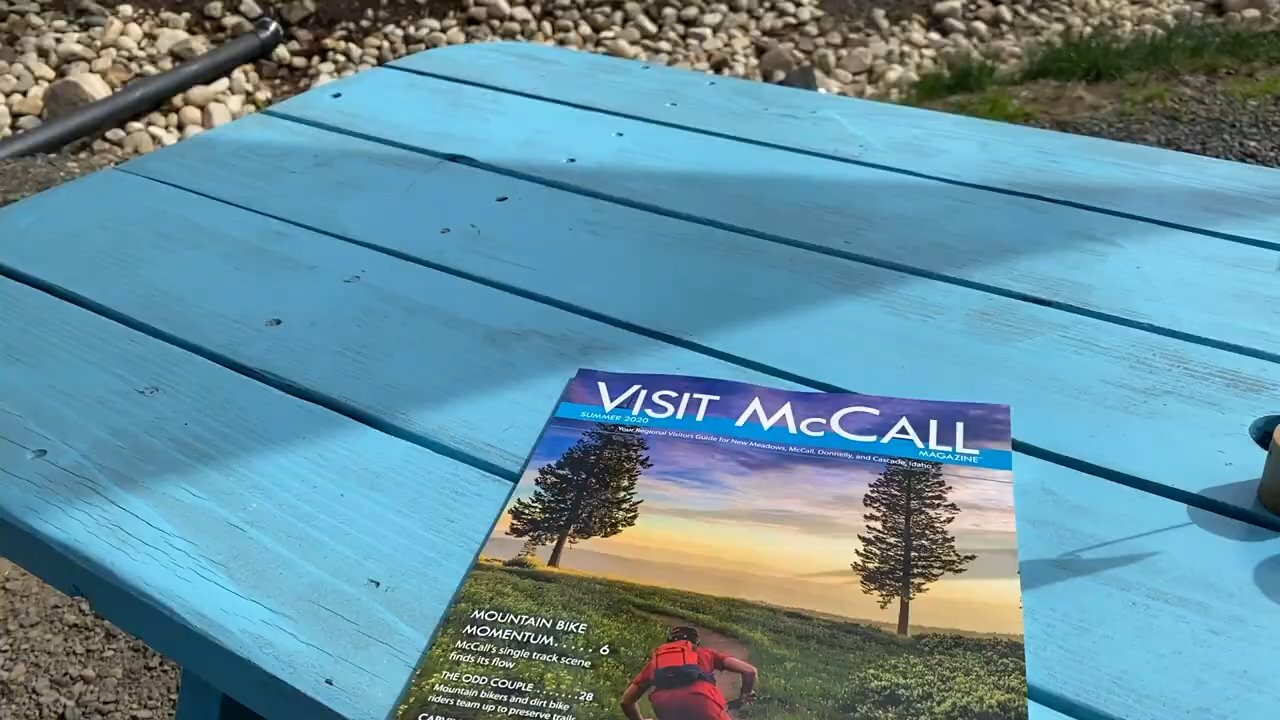 VISIT McCALL
SUMMER 2020
MAGAZINE
Your Regional Visitors Guide for New Meadows, McCall, Donnelly, and Cascade, Idaho
MOUNTAIN BIKE
MOMENTUM..... 6
McCall's single track scene
finds its flow
THE ODD COUPLE........28
Mountain bikers and dirt bike
riders team up to preserve trails